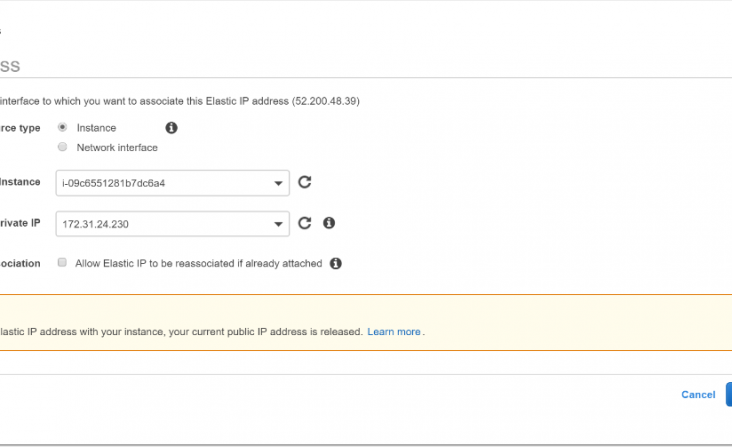 ss
interface to which you want to associate this Elastic IP address (52.200.48.39)
rce type Instance
Network interface
Instance i-09c6551281b7dc6a4
rivate IP 172.31.24.230
ociation Allow Elastic IP to be reassociated if already attached
lastic IP address with your instance, your current public IP address is released. Learn more.
Cancel